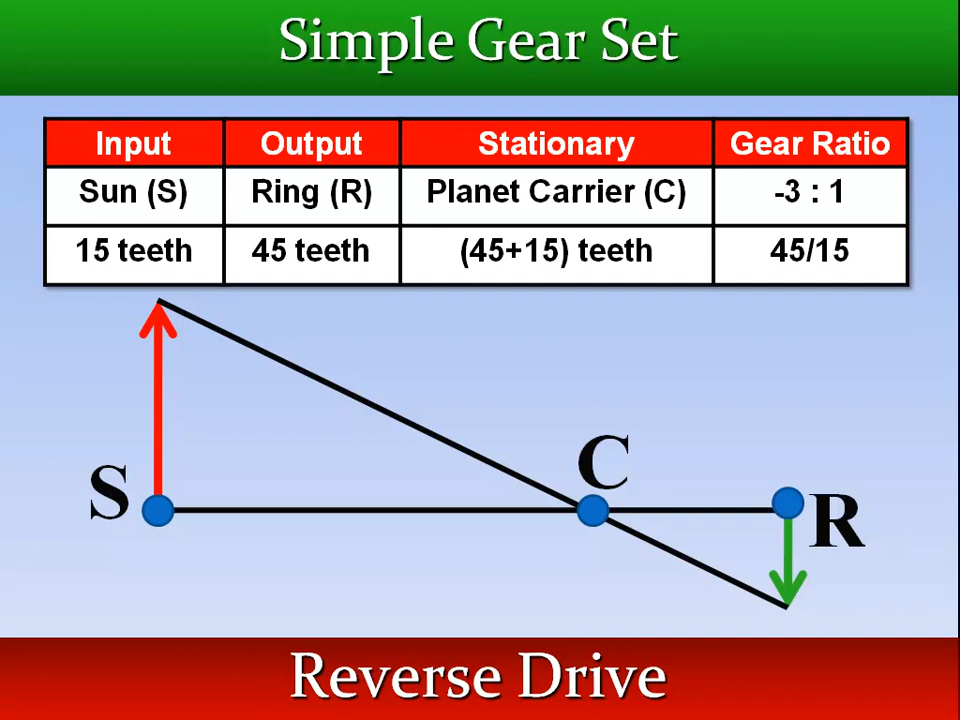 Simple Gear Set
Input Output Stationary Gear Ratio
Sun (S) Ring (R) Planet Carrier (C) -3 : 1
15 teeth 45 teeth (45+15) teeth 45/15
C
S
R
Reverse Drive